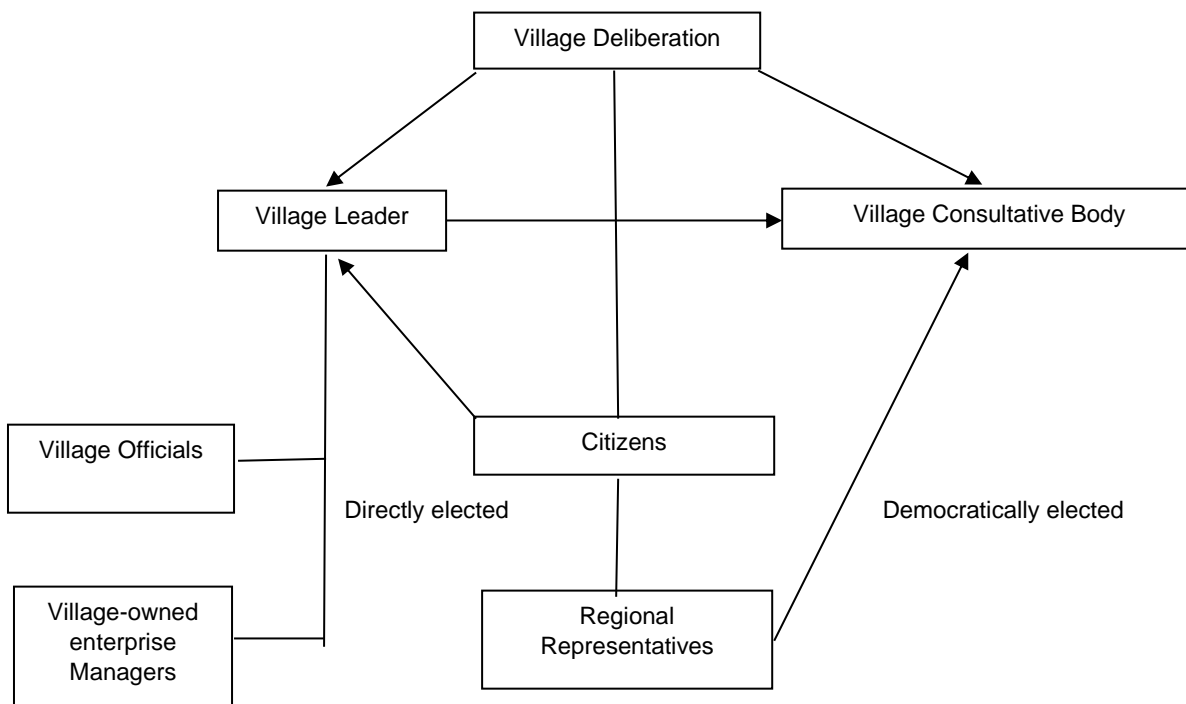 Village Deliberation
Village Leader
Village Consultative Body
Village Officials
Citizens
Directly elected
Democratically elected
Village-owned
enterprise
Managers
Regional
Representatives